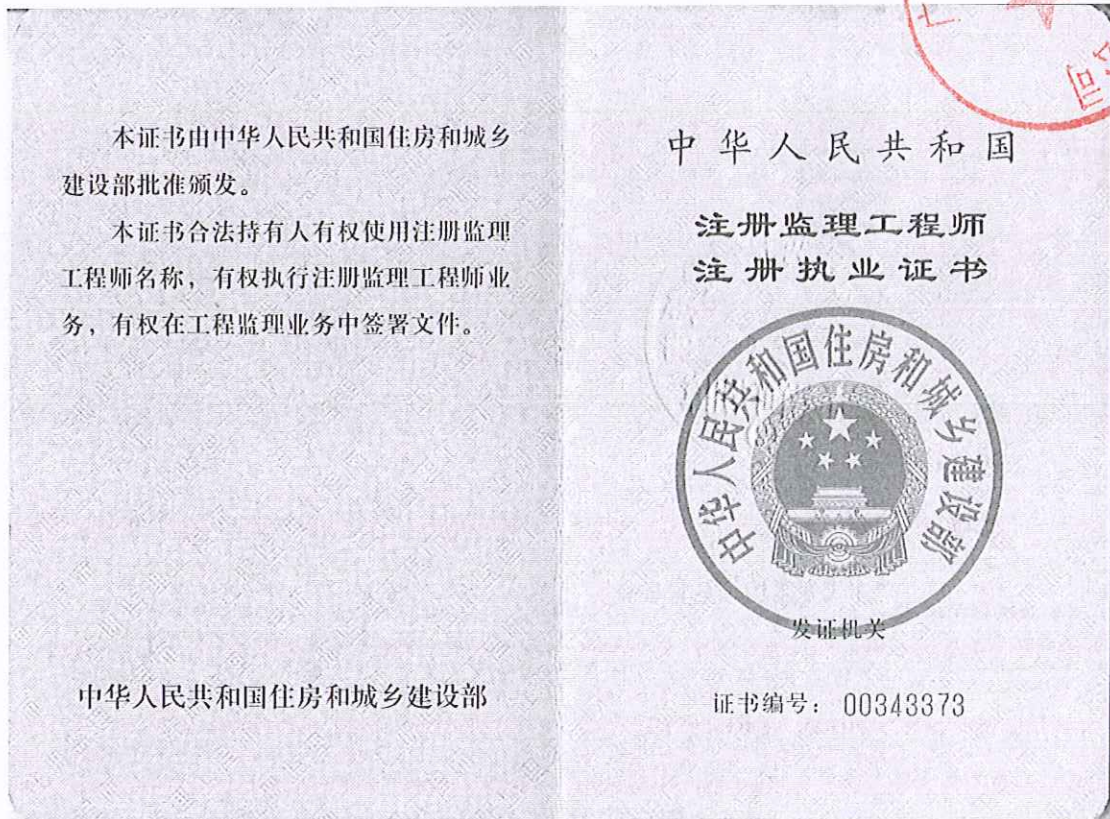 本证书由中华人民共和国住房和城乡
建设部批准颁发。
本证书合法持有人有权使用注册监理
工程师名称，有权执行注册监理工程师业
务，有权在工程监理业务中签署文件。
中华人民共和国住房和城乡建设部
中华人民共和国
注册监理工程师
注册执业证书
中华人民共和国住房和城乡建设部
发证机关
证书编号：00343373